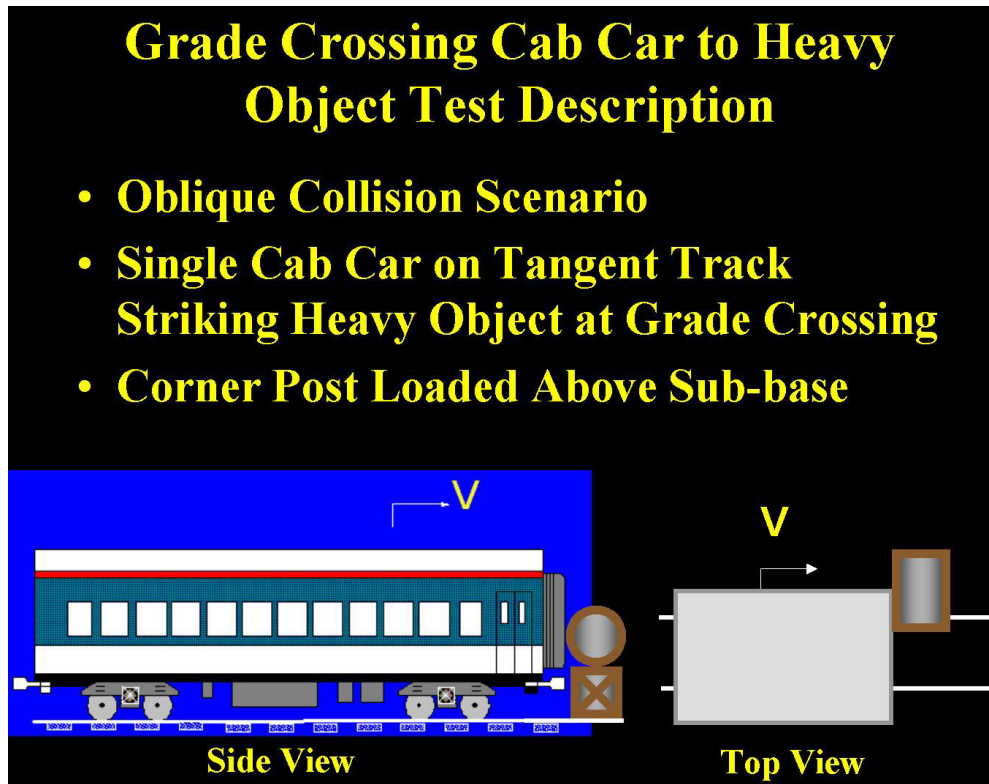 Grade Crossing Cab Car to Heavy
Object Test Description
• Oblique Collision Scenario
• Single Cab Car on Tangent Track
Striking Heavy Object at Grade Crossing
• Corner Post Loaded Above Sub-base
V
V
Side View
Top View